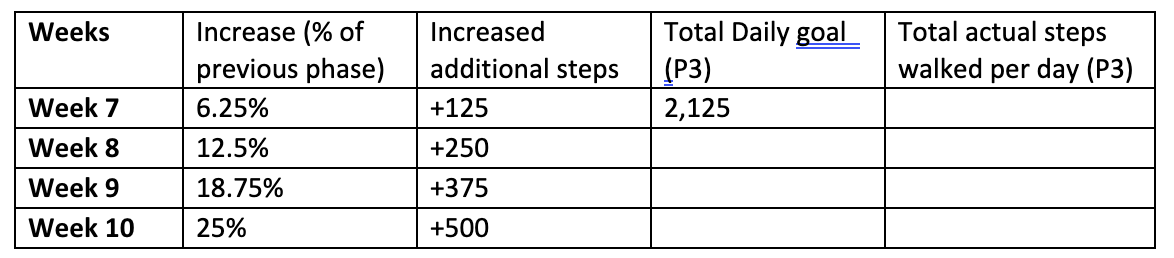 Weeks Increase (% of Increased Total Daily goal Total actual steps
previous phase) additional steps (P3) walked per day (P3)
Week 7 6.25% +125 2,125
Week 8 12.5% +250
Week 9 18.75% +375
Week 10 25% +500